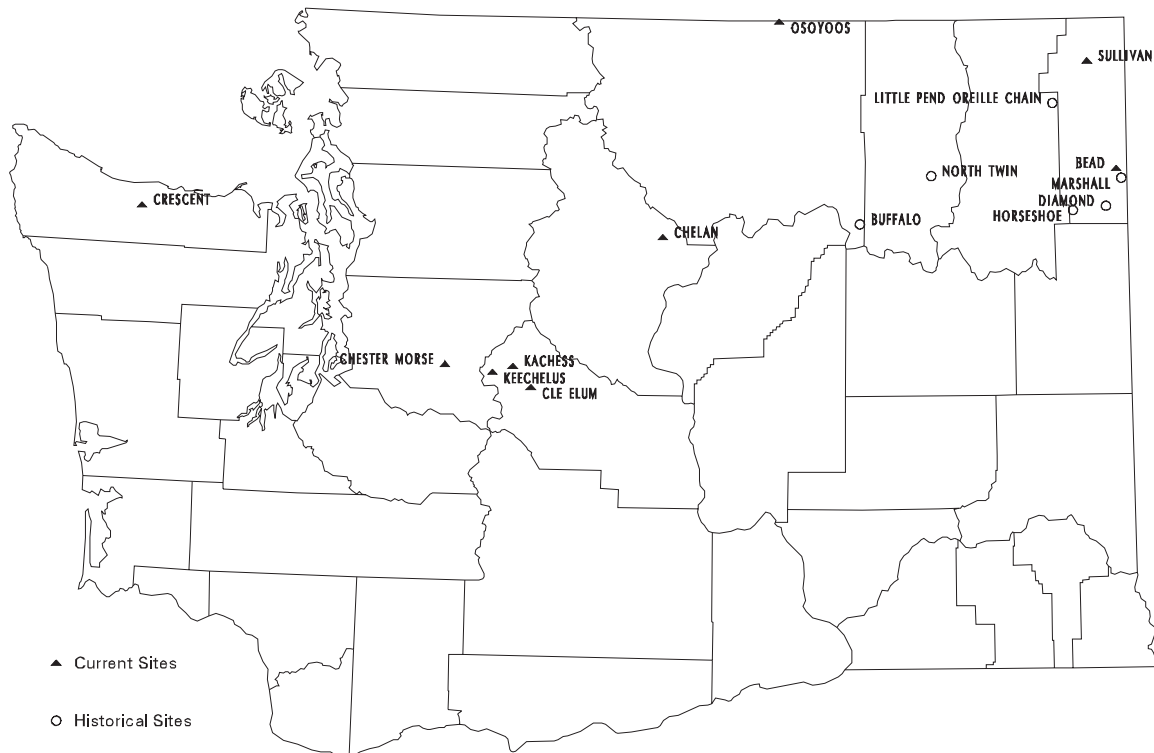 OSOYOOS
SULLIVAN
LITTLE PEND OREILLE CHAIN
BEAD
NORTH TWIN
MARSHALL
CRESCENT
DIAMOND
HORSESHOE
BUFFALO
CHELAN
CHESTER MORSE
KACHESS
KEECHELUS
CLE ELUM
Current Sites
Historical Sites